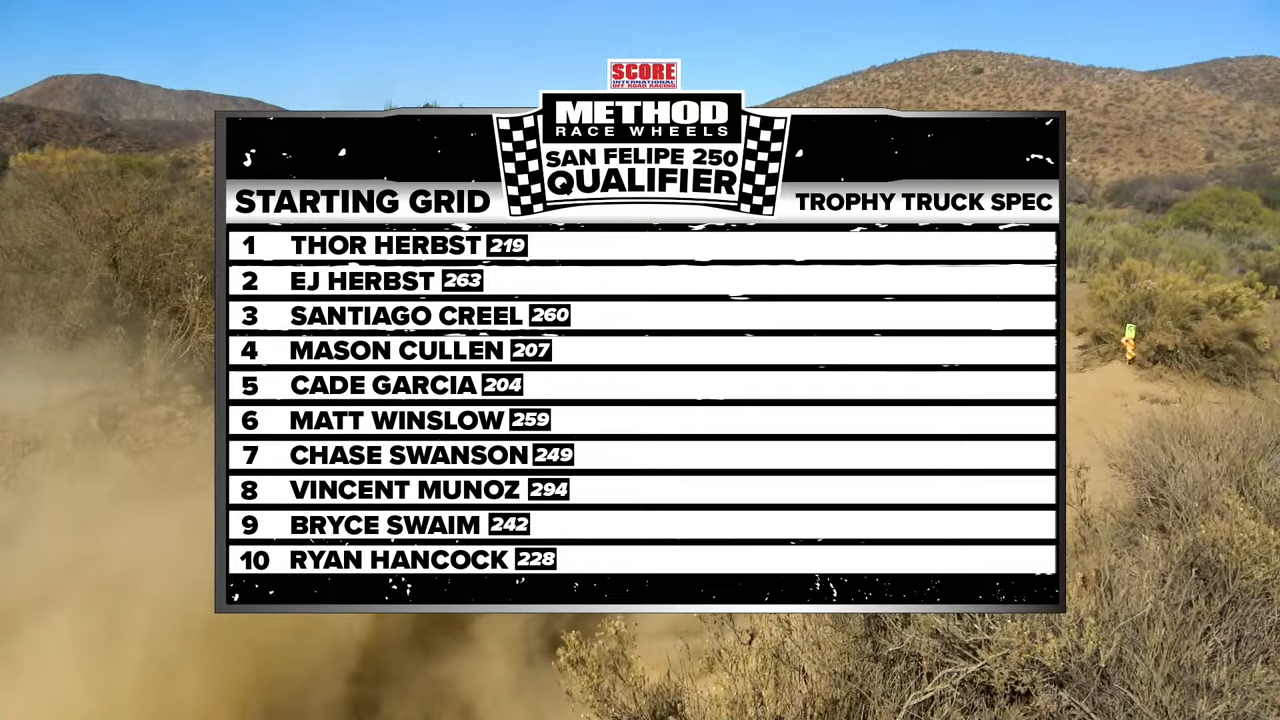 SCORE
INTERNATIONAL
OFF-ROAD RACING
METHOD
RACE WHEELS
SAN FELIPE 250
QUALIFIER
STARTING GRID
TROPHY TRUCK SPEC
1 THOR HERBST 219
2 EJ HERBST 263
3 SANTIAGO CREEL 260
4 MASON CULLEN 207
5 CADE GARCIA 204
6 MATT WINSLOW 259
7 CHASE SWANSON 249
8 VINCENT MUNOZ 294
9 BRYCE SWAIM 242
10 RYAN HANCOCK 228